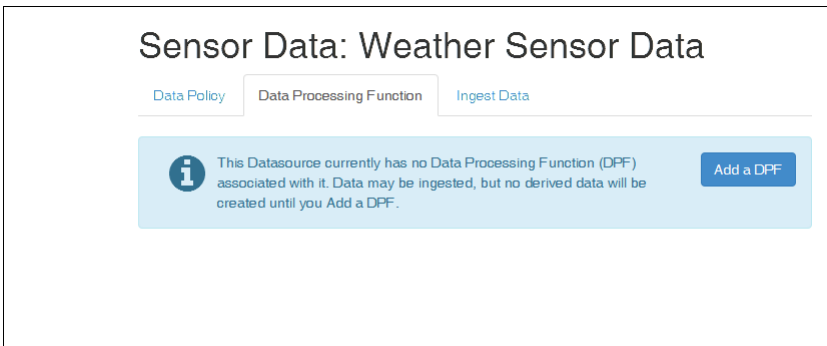 Sensor Data: Weather Sensor Data
Data Policy Data Processing Function Ingest Data
This Datasource currently has no Data Processing Function (DPF)
associated with it. Data may be ingested, but no derived data will be
created until you Add a DPF.
Add a DPF